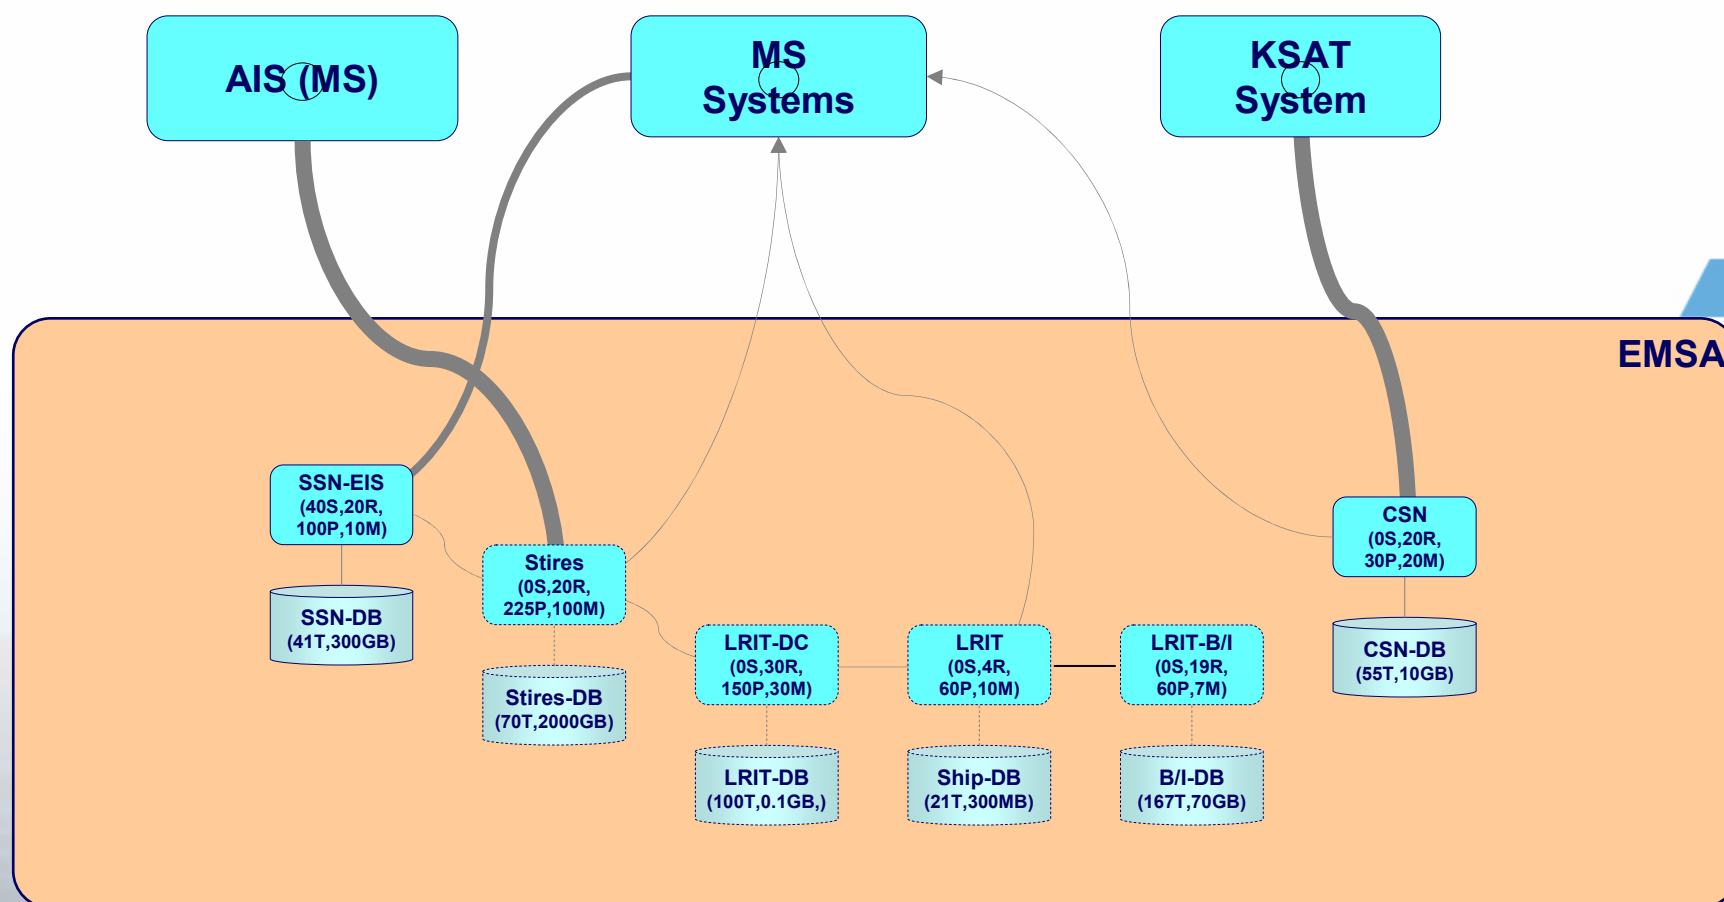 AIS (MS)
MS
Systems
KSAT
System
EMSA
SSN-EIS
(40S,20R,
100P,10M)
SSN-DB
(41T,300GB)
Stires
(0S,20R,
225P,100M)
Stires-DB
(70T,2000GB)
LRIT-DC
(0S,30R,
150P,30M)
LRIT-DB
(100T,0.1GB,)
LRIT
(0S,4R,
60P,10M)
Ship-DB
(21T,300MB)
LRIT-B/I
(0S,19R,
60P,7M)
B/I-DB
(167T,70GB)
CSN
(0S,20R,
30P,20M)
CSN-DB
(55T,10GB)